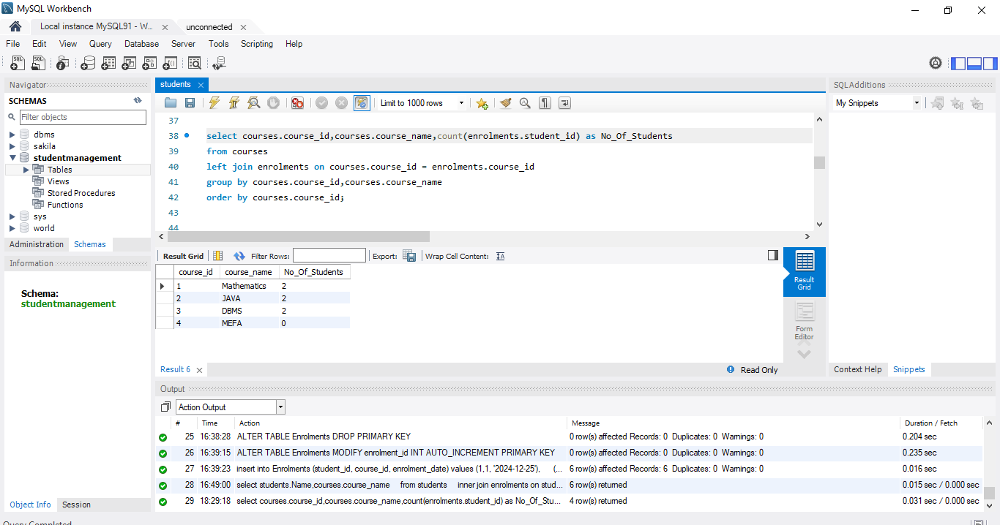 MySQL Workbench
Local instance MySQL91 - W... unconnected
File Edit View Query Database Server Tools Scripting Help
Navigator
SCHEMAS
Filter objects
dbms
sakila
studentmanagement
Tables
Views
Stored Procedures
Functions
sys
world
Administration Schemas
Information
Schema:
studentmanagement
Object Info Session
students
Limit to 1000 rows
37
38 select courses.course_id,courses.course_name,count(enrolments.student_id) as No_Of_Students
39 from courses
40 left join enrolments on courses.course_id = enrolments.course_id
41 group by courses.course_id,courses.course_name
42 order by courses.course_id;
43
44
Result Grid Filter Rows: Export: Wrap Cell Content:
course_id course_name No_Of_Students
1 Mathematics 2
2 JAVA 2
3 DBMS 2
4 MEFA 0
Result Grid
Form Editor
Result 6 Read Only
SQLAdditions
My Snippets
Context Help Snippets
Output
Action Output
# Time Action Message Duration / Fetch
25 16:38:28 ALTER TABLE Enrolments DROP PRIMARY KEY 0 row(s) affected Records: 0 Duplicates: 0 Warnings: 0 0.204 sec
26 16:39:15 ALTER TABLE Enrolments MODIFY enrolment_id INT AUTO_INCREMENT PRIMARY KEY 0 row(s) affected Records: 0 Duplicates: 0 Warnings: 0 0.235 sec
27 16:39:23 insert into Enrolments (student_id, course_id, enrolment_date) values (1,1, '2024-12-25'), (... 6 row(s) affected Records: 6 Duplicates: 0 Warnings: 0 0.016 sec
28 16:49:00 select students.Name,courses.course_name from students inner join enrolments on stud... 6 row(s) returned 0.015 sec / 0.000 sec
29 18:29:18 select courses.course_id,courses.course_name,count(enrolments.student_id) as No_Of_Stu... 4 row(s) returned 0.031 sec / 0.000 sec
Query Completed